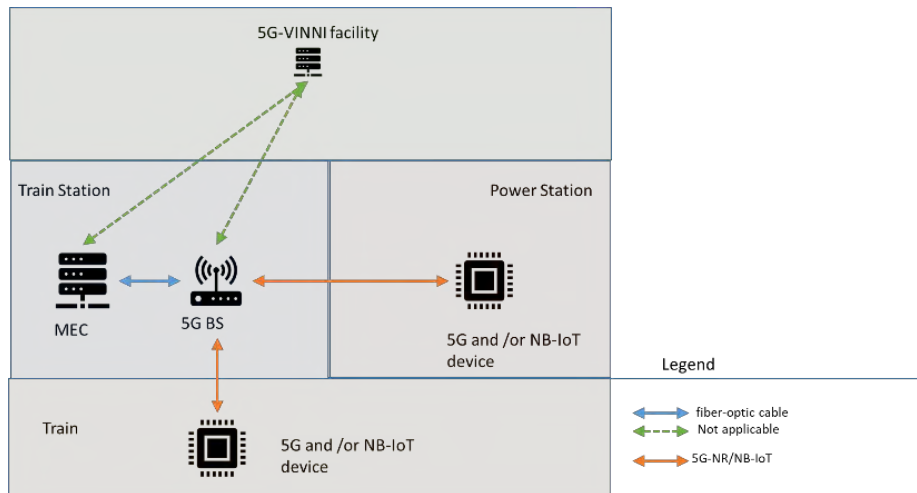 5G-VINNI facility
Train Station
Power Station
MEC
5G BS
5G and /or NB-IoT
device
Legend
Train
5G and /or NB-IoT
device
fiber-optic cable
Not applicable
5G-NR/NB-IoT